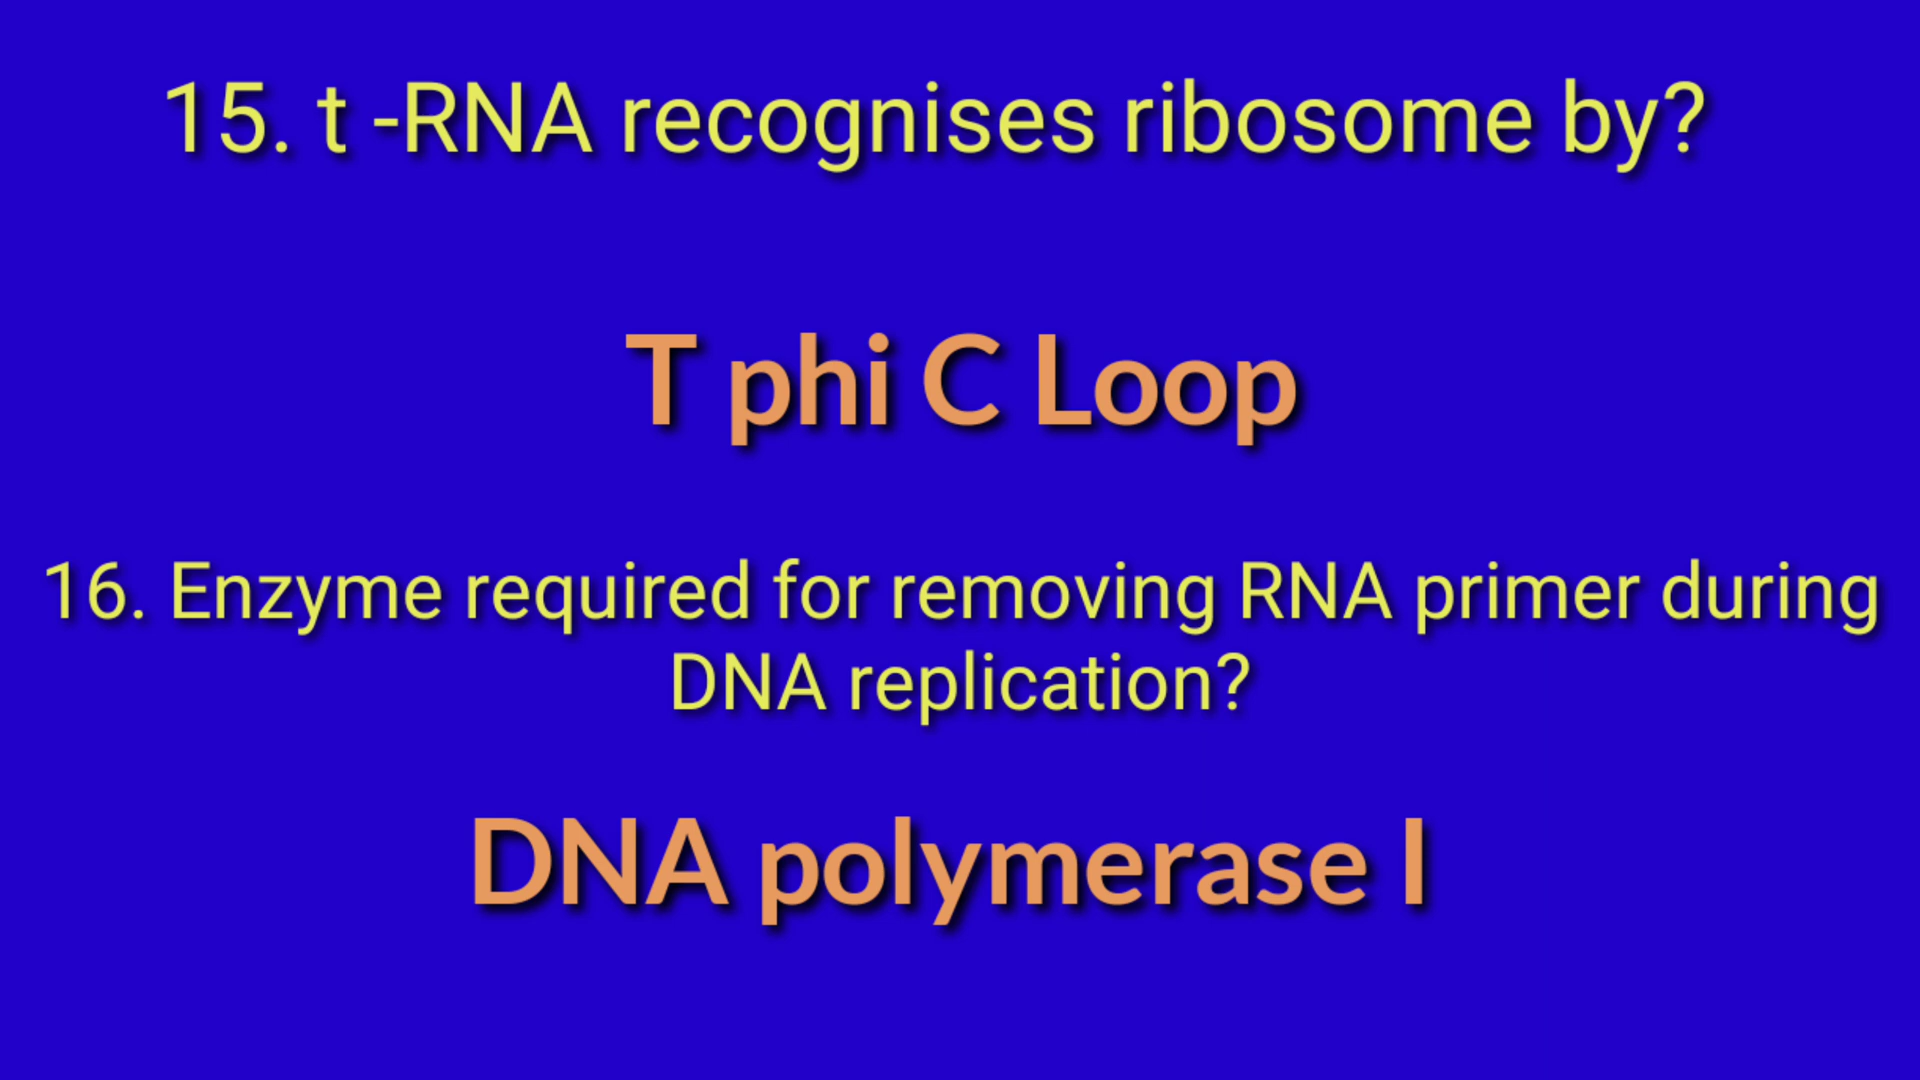 15. t -RNA recognises ribosome by?
T phi C Loop
16. Enzyme required for removing RNA primer during
DNA replication?
DNA polymerase I